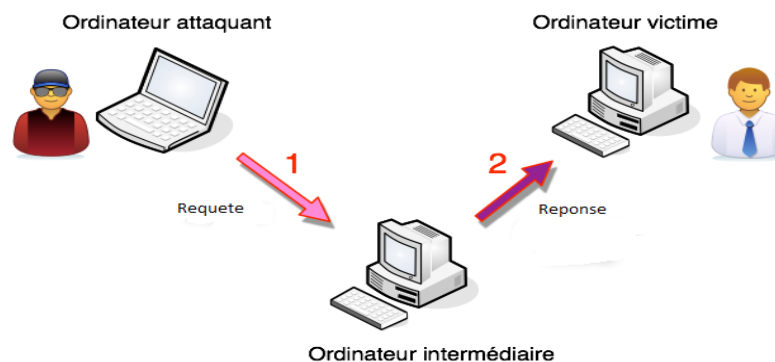 Ordinateur attaquant
Ordinateur victime
1
2
Requete
Reponse
Ordinateur intermédiaire